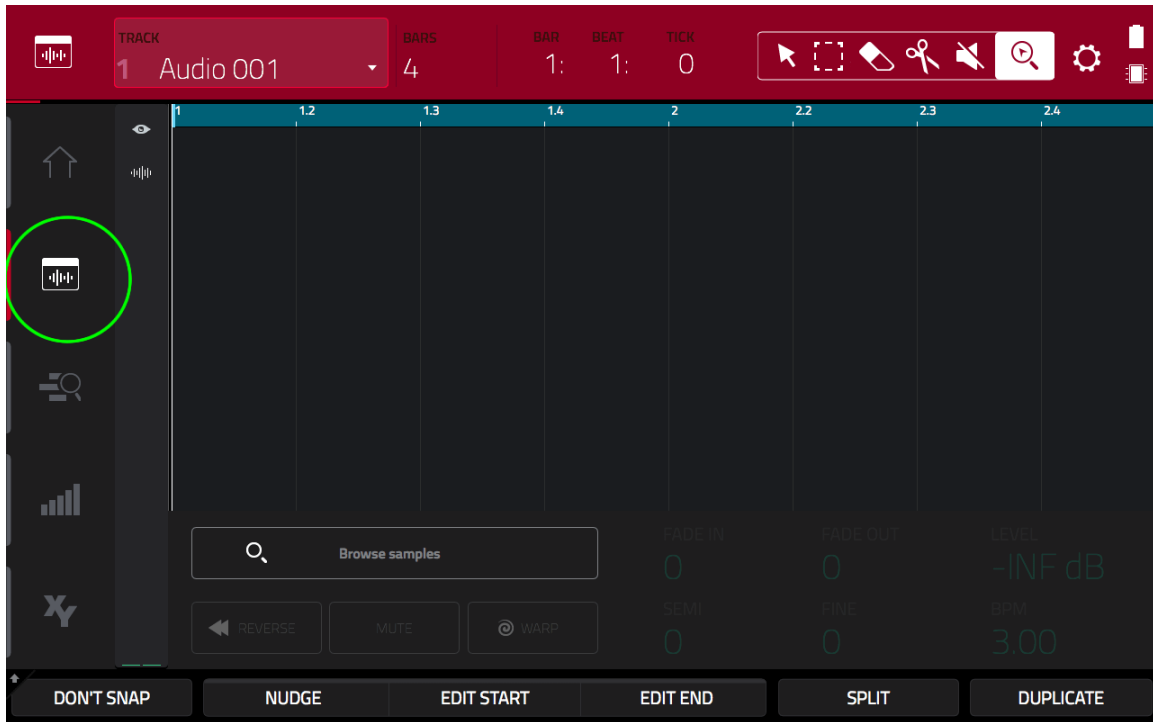 TRACK BARS BAR BEAT TICK
1 Audio 001 4 1: 1: 0
1 1.2 1.3 1.4 2 2.2 2.3 2.4
Browse samples
FADE IN FADE OUT LEVEL
0 0 -INF dB
REVERSE MUTE WARP
SEMI FINE BPM
0 0 3.00
XY
DON'T SNAP NUDGE EDIT START EDIT END SPLIT DUPLICATE